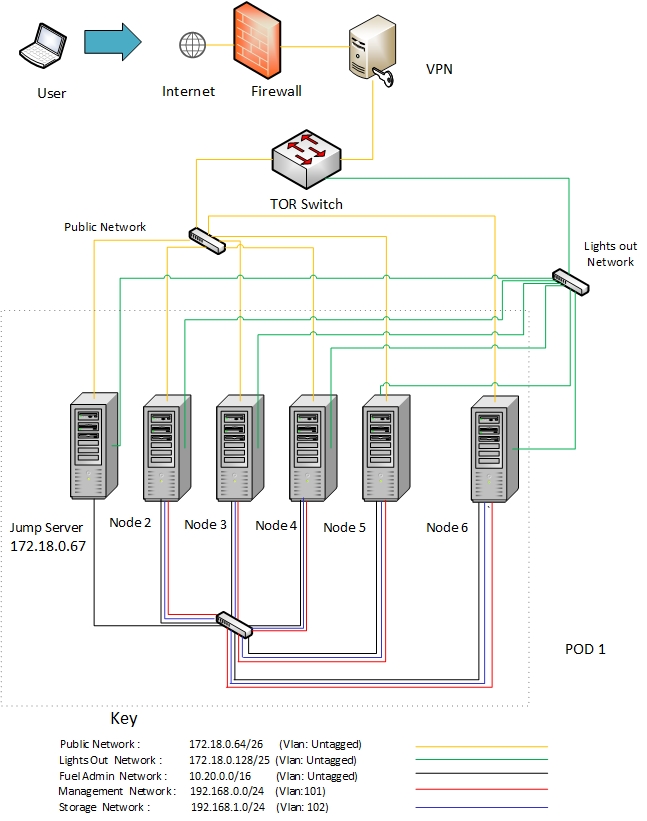 VPN
User
Internet
Firewall
TOR Switch
Public Network
Lights out
Network
Jump Server
172.18.0.67
Node 2
Node 3
Node 4
Node 5
Node 6
POD 1
Key
Public Network : 172.18.0.64/26 (Vlan: Untagged)
Lights Out Network : 172.18.0.128/25 (Vlan: Untagged)
Fuel Admin Network : 10.20.0.0/16 (Vlan: Untagged)
Management Network : 192.168.0.0/24 (Vlan:101)
Storage Network : 192.168.1.0/24 (Vlan: 102)